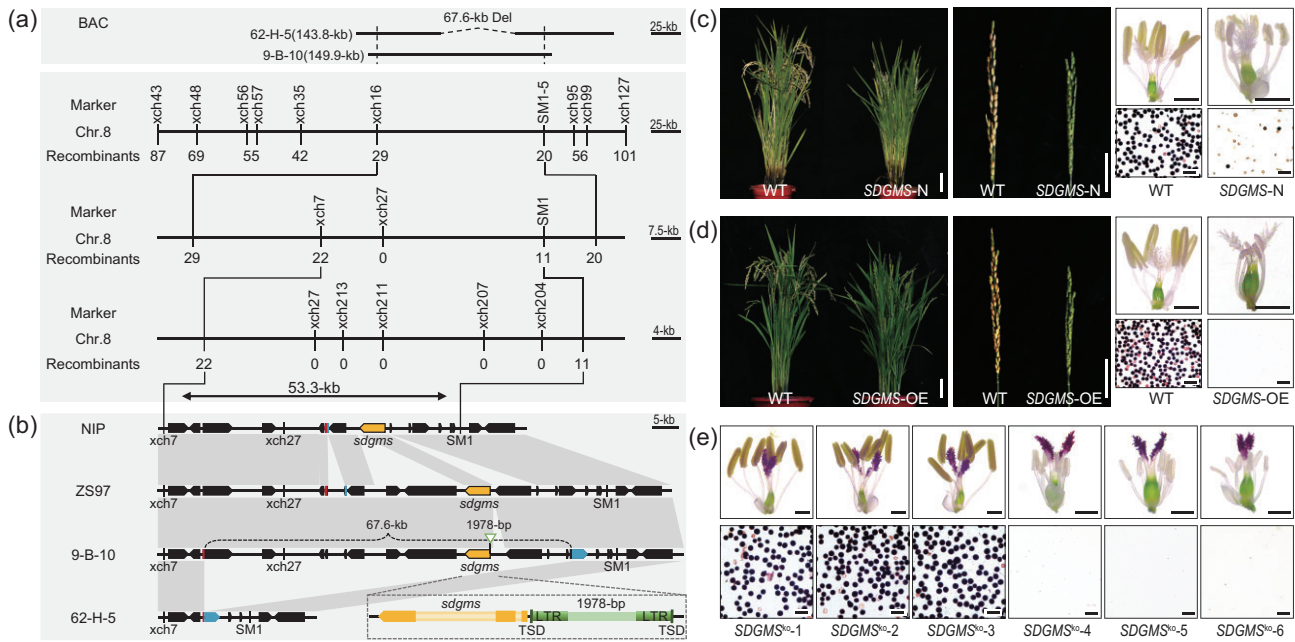 (a)
BAC
67.6-kb Del
62-H-5(143.8-kb)
9-B-10(149.9-kb)
25-kb
Marker
xch43 xch48 xch56 xch57 xch35 xch16 SM1-5 xch95 xch99 xch127
Chr.8
25-kb
Recombinants
87 69 55 42 29 20 56 101
Marker
xch7 xch27 SM1
Chr.8
7.5-kb
Recombinants
29 22 0 11 20
Marker
xch27 xch213 xch211 xch207 xch204
Chr.8
4-kb
Recombinants
22 0 0 0 0 0 11
53.3-kb
(b)
NIP
5-kb
xch7 xch27 sdgms SM1
ZS97
xch7 xch27 sdgms SM1
67.6-kb 1978-bp
9-B-10
xch7 xch27 sdgms SM1
62-H-5
xch7 SM1
sdgms 1978-bp
LTR LTR
TSD TSD
(c)
WT SDGMS-N WT SDGMS-N WT SDGMS-N
(d)
WT SDGMS-OE WT SDGMS-OE WT SDGMS-OE
(e)
SDGMSko-1 SDGMSko-2 SDGMSko-3 SDGMSko-4 SDGMSko-5 SDGMSko-6